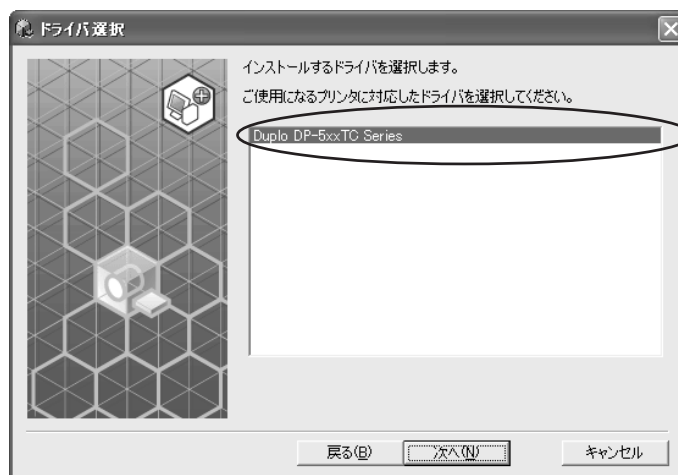 ドライバ選択
インストールするドライバを選択します。
ご使用になるプリンタに対応したドライバを選択してください。
Duplo DP-5xxTC Series
戻る(B)
次へ(N)
キャンセル